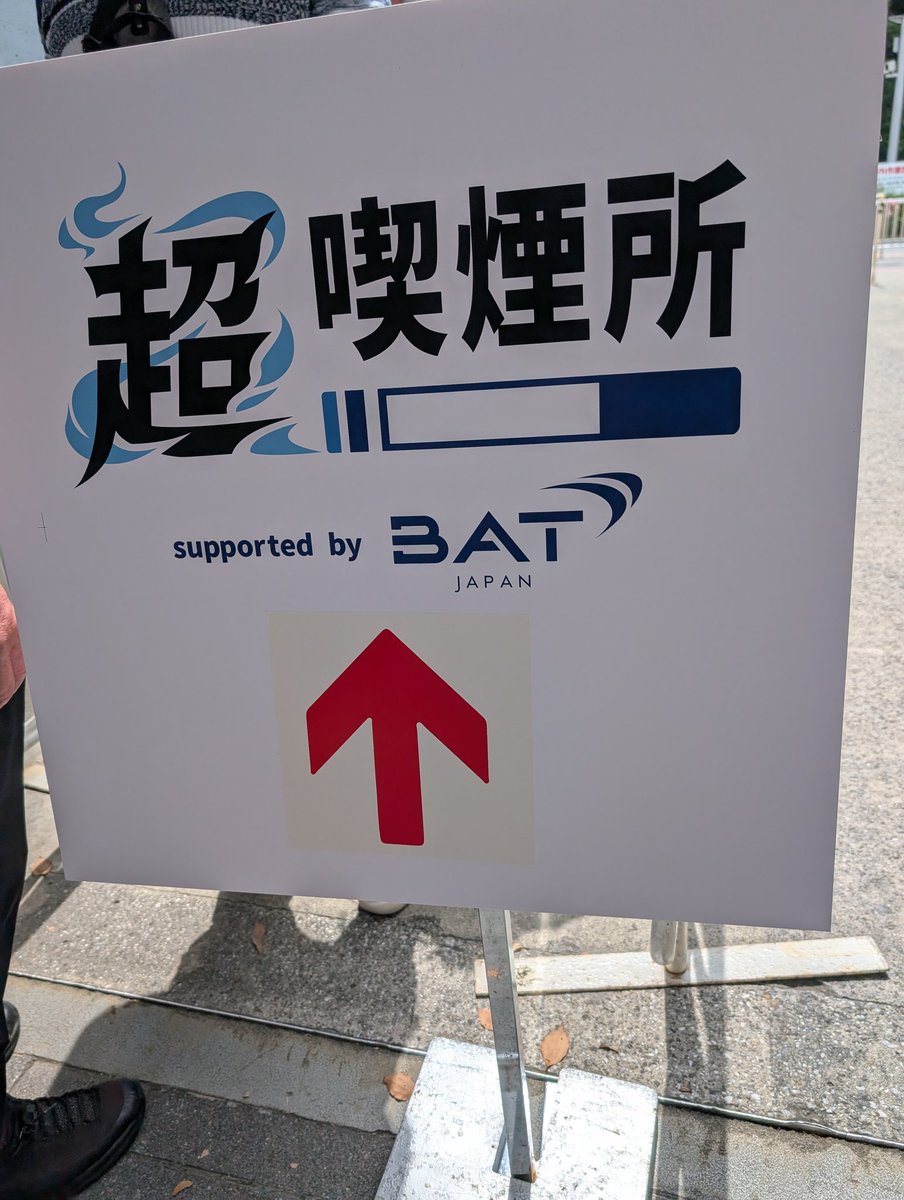 超喫煙所
supported by BAT
JAPAN